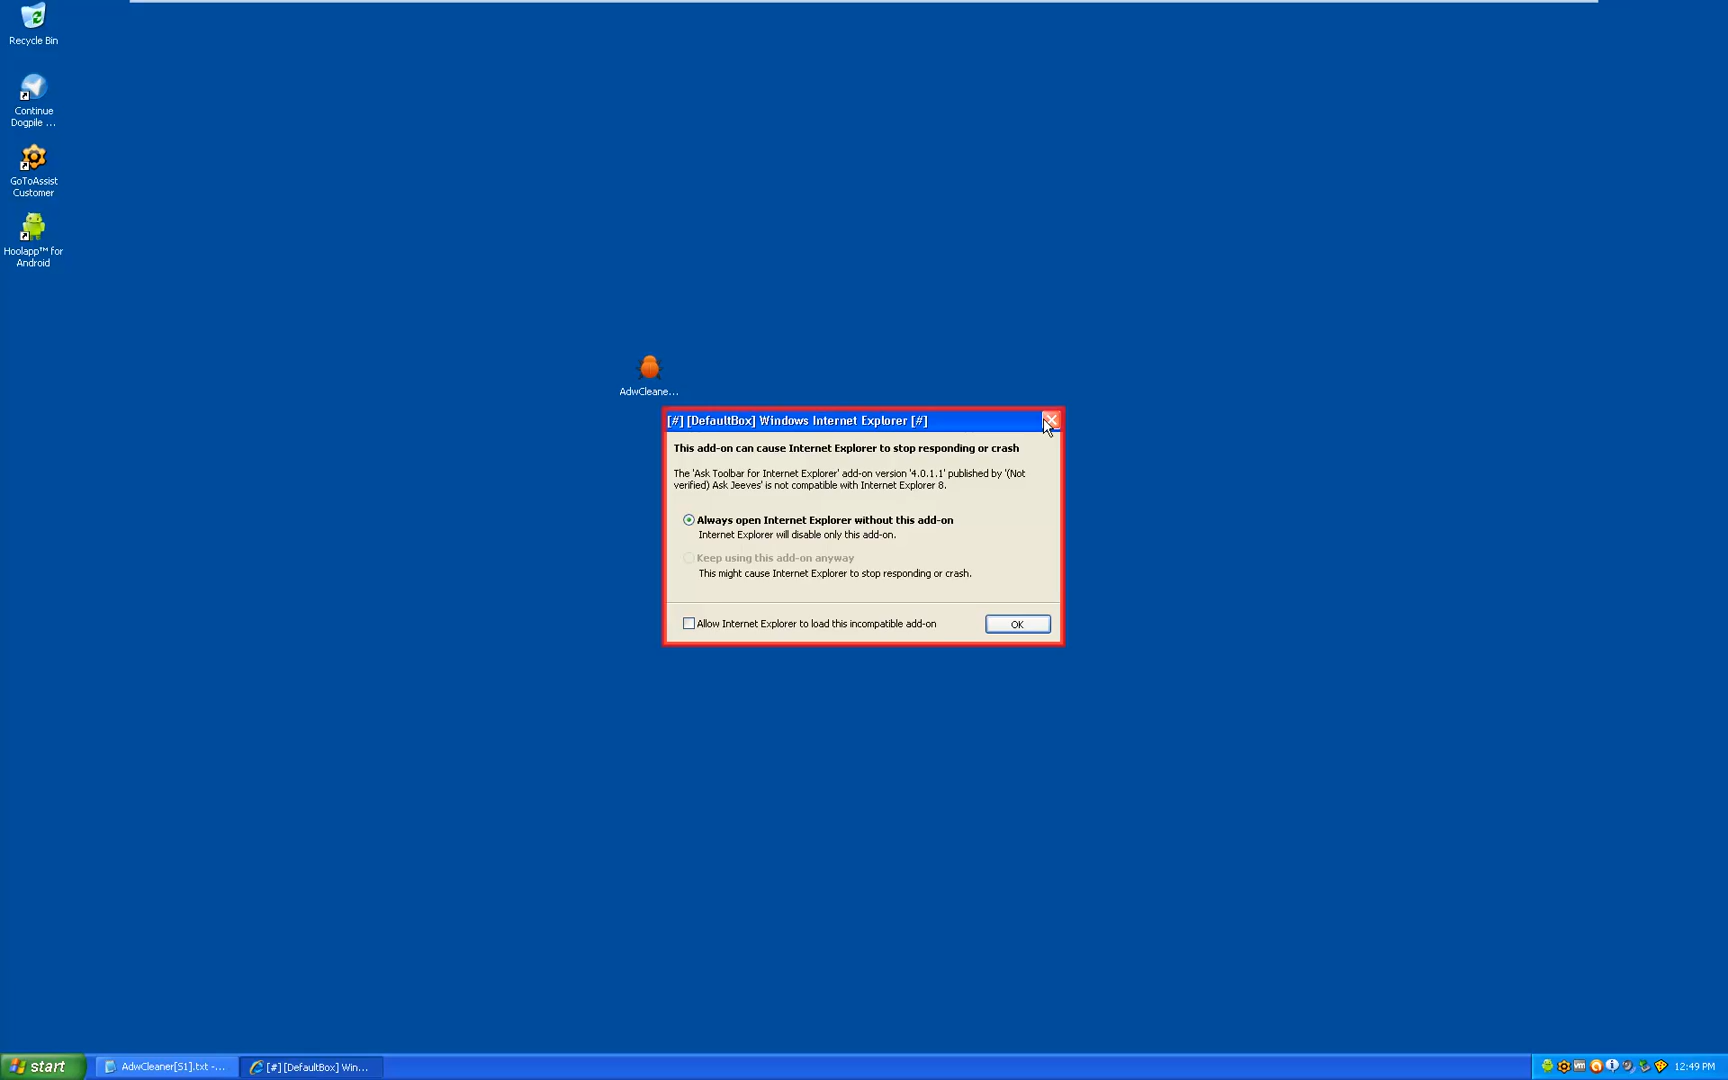 Recycle Bin
Continue
Dogpile ...
GoToAssist
Customer
Hoolapp™ for
Android
AdwCleane...
[#] [DefaultBox] Windows Internet Explorer [#]
This add-on can cause Internet Explorer to stop responding or crash
The 'Ask Toolbar for Internet Explorer' add-on version '4.0.1.1' published by '(Not
verified) Ask Jeeves' is not compatible with Internet Explorer 8.
Always open Internet Explorer without this add-on
Internet Explorer will disable only this add-on.
Keep using this add-on anyway
This might cause Internet Explorer to stop responding or crash.
Allow Internet Explorer to load this incompatible add-on
OK
start
AdwCleaner[S1].txt -...
[#] [DefaultBox] Win...
12:49 PM